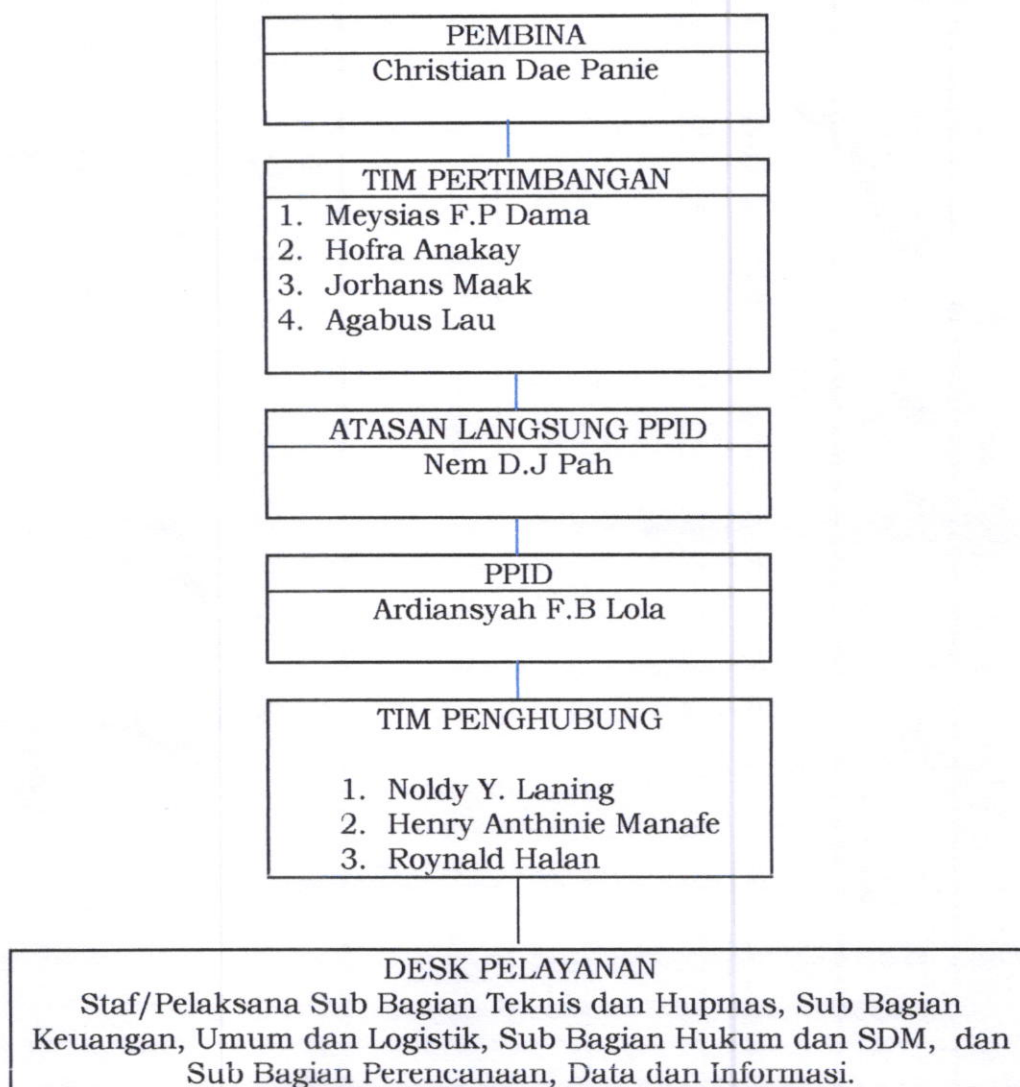 PEMBINA
Christian Dae Panie
TIM PERTIMBANGAN
1. Meysias F.P Dama
2. Hofra Anakay
3. Jorhans Maak
4. Agabus Lau
ATASAN LANGSUNG PPID
Nem D.J Pah
PPID
Ardiansyah F.B Lola
TIM PENGHUBUNG
1. Noldy Y. Laning
2. Henry Anthinie Manafe
3. Roynald Halan
DESK PELAYANAN
Staf/Pelaksana Sub Bagian Teknis dan Hupmas, Sub Bagian
Keuangan, Umum dan Logistik, Sub Bagian Hukum dan SDM, dan
Sub Bagian Perencanaan, Data dan Informasi.